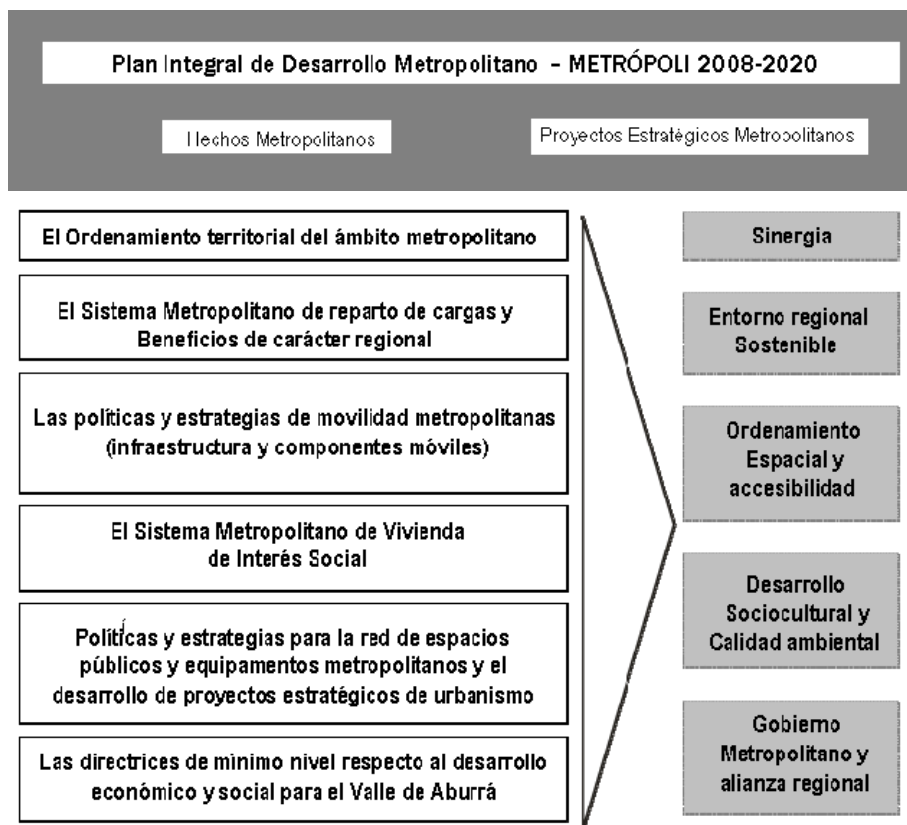 Plan Integral de Desarrollo Metropolitano – METRÓPOLI 2008-2020
Hechos Metropolitanos
Proyectos Estratégicos Metropolitanos
El Ordenamiento territorial del ámbito metropolitano
El Sistema Metropolitano de reparto de cargas y
Beneficios de carácter regional
Las políticas y estrategias de movilidad metropolitanas
(infraestructura y componentes móviles)
El Sistema Metropolitano de Vivienda
de Interés Social
Políticas y estrategias para la red de espacios
públicos y equipamentos metropolitanos y el
desarrollo de proyectos estratégicos de urbanismo
Las directrices de mínimo nivel respecto al desarrollo
económico y social para el Valle de Aburrá
Sinergia
Entorno regional
Sostenible
Ordenamiento
Espacial y
accesibilidad
Desarrollo
Sociocultural y
Calidad ambiental
Gobierno
Metropolitano y
alianza regional